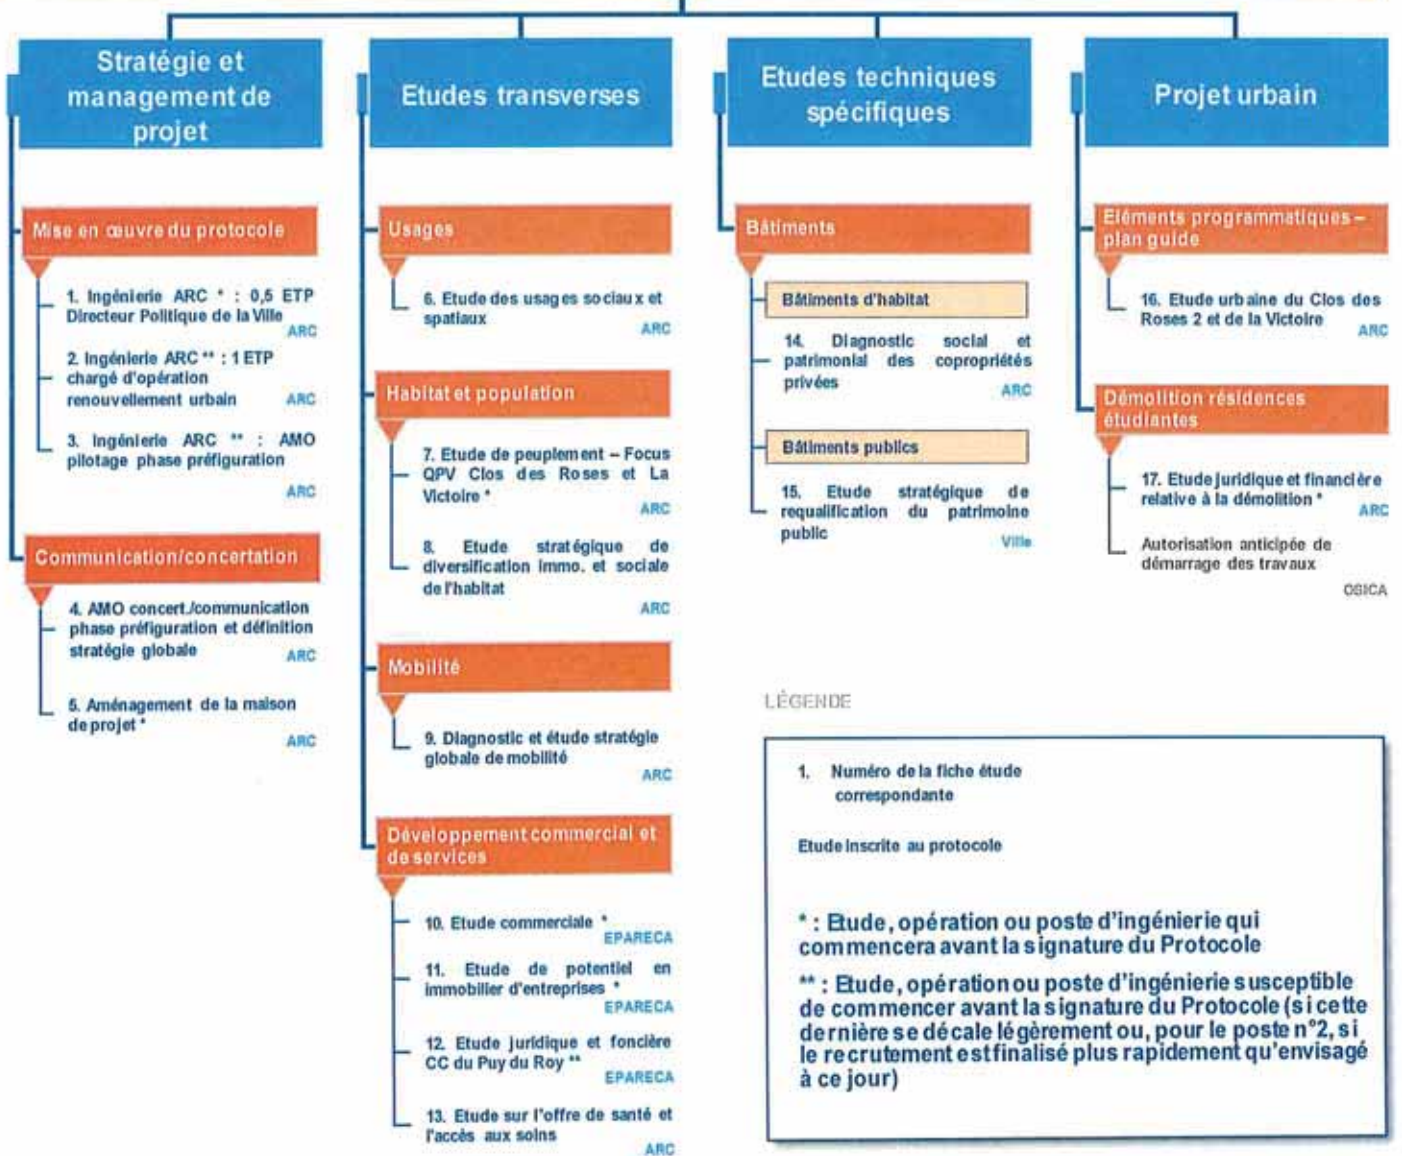 Stratégie et
management de
projet
Mise en œuvre du protocole
1. Ingénierie ARC * : 0,5 ETP
Directeur Politique de la Ville
ARC
2. Ingénierie ARC ** : 1 ETP
chargé d'opération
renouvellement urbain
ARC
3. Ingénierie ARC ** : AMO
pilotage phase préfiguration
ARC
Communication/concertation
4. AMO concert./communication
phase préfiguration et définition
stratégie globale
ARC
5. Aménagement de la maison
de projet *
ARC
Etudes transverses
Usages
6. Etude des usages sociaux et
spatiaux
ARC
Habitat et population
7. Etude de peuplement – Focus
QPV Clos des Roses et La
Victoire *
ARC
8. Etude stratégique de
diversification immo. et sociale
de l'habitat
ARC
Mobilité
9. Diagnostic et étude stratégie
globale de mobilité
ARC
Développement commercial et
de services
10. Etude commerciale *
EPARECA
11. Etude de potentiel en
immobilier d'entreprises *
EPARECA
12. Etude juridique et foncière
CC du Puy du Roy **
EPARECA
13. Etude sur l'offre de santé et
l'accès aux soins
ARC
Etudes techniques
spécifiques
Bâtiments
Bâtiments d'habitat
14. Diagnostic social et
patrimonial des copropriétés
privées
ARC
Bâtiments publics
15. Etude stratégique de
requalification du patrimoine
public
Ville
Projet urbain
Eléments programmatiques –
plan guide
16. Etude urbaine du Clos des
Roses 2 et de la Victoire
ARC
Démolition résidences
étudiantes
17. Etude juridique et financière
relative à la démolition *
ARC
Autorisation anticipée de
démarrage des travaux
OSICA
LÉGENDE
1. Numéro de la fiche étude
correspondante
Etude inscrite au protocole
* : Etude, opération ou poste d'ingénierie qui
commencera avant la signature du Protocole
** : Etude, opération ou poste d'ingénierie susceptible
de commencer avant la signature du Protocole (si cette
dernière se décale légèrement ou, pour le poste n°2, si
le recrutement est finalisé plus rapidement qu'envisagé
à ce jour)